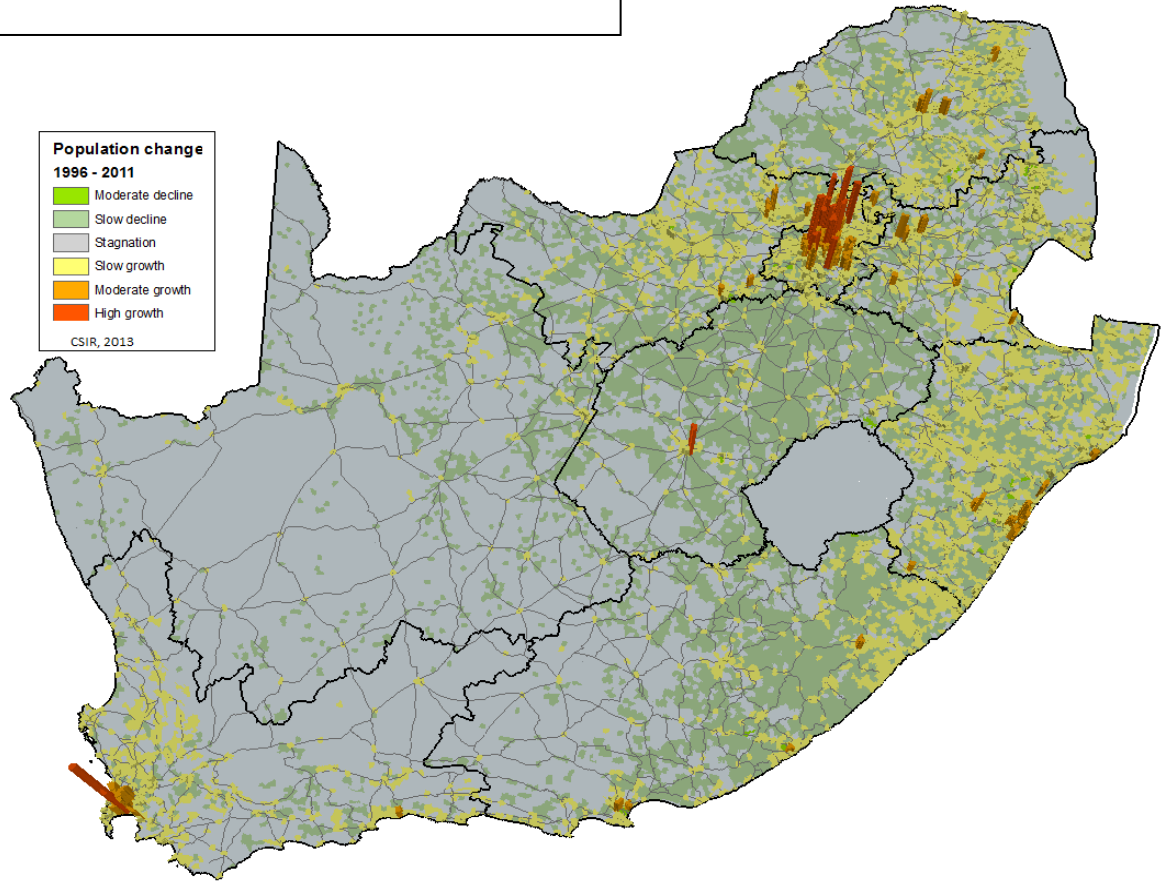 Population change
1996 - 2011
Moderate decline
Slow decline
Stagnation
Slow growth
Moderate growth
High growth
CSIR, 2013